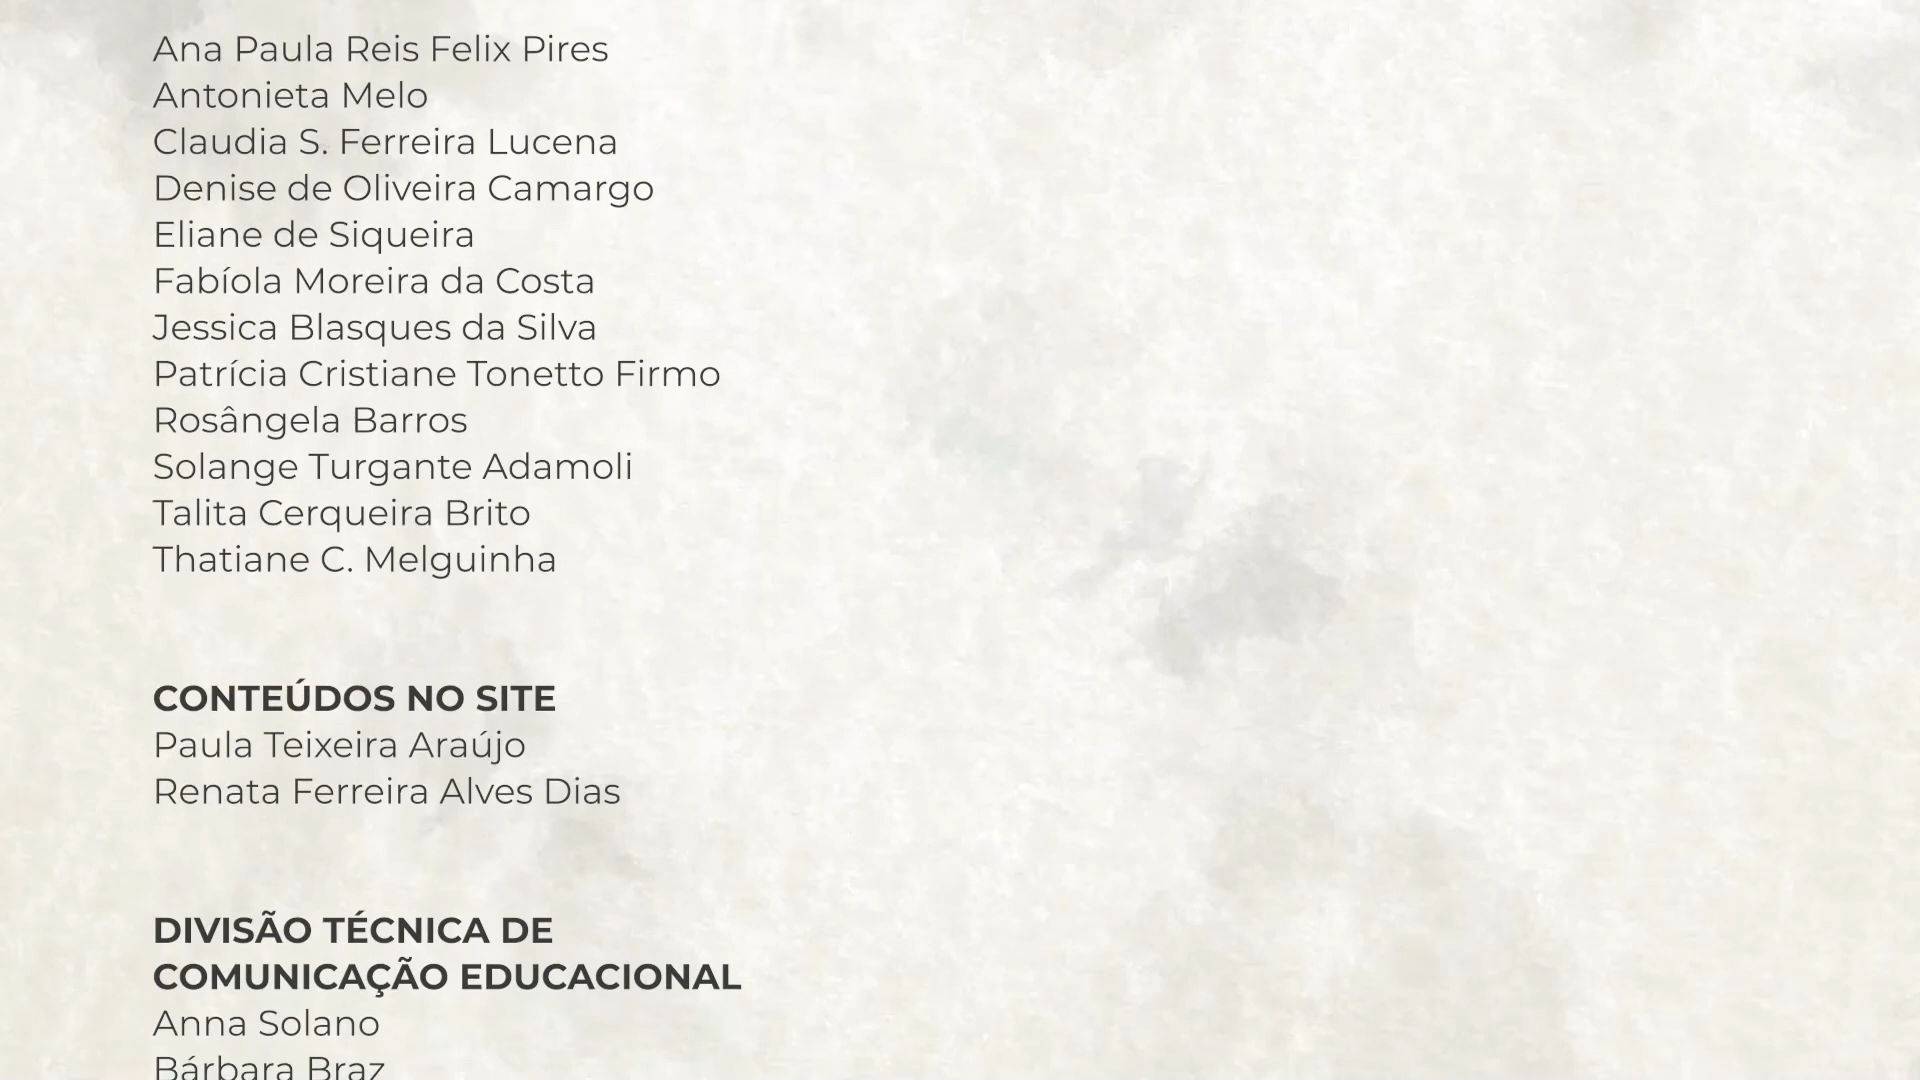 Ana Paula Reis Felix Pires
Antonieta Melo
Claudia S. Ferreira Lucena
Denise de Oliveira Camargo
Eliane de Siqueira
Fabíola Moreira da Costa
Jessica Blasques da Silva
Patrícia Cristiane Tonetto Firmo
Rosângela Barros
Solange Turgante Adamoli
Talita Cerqueira Brito
Thatiane C. Melguinha
CONTEÚDOS NO SITE
Paula Teixeira Araújo
Renata Ferreira Alves Dias
DIVISÃO TÉCNICA DE
COMUNICAÇÃO EDUCACIONAL
Anna Solano
Bárbara Braz